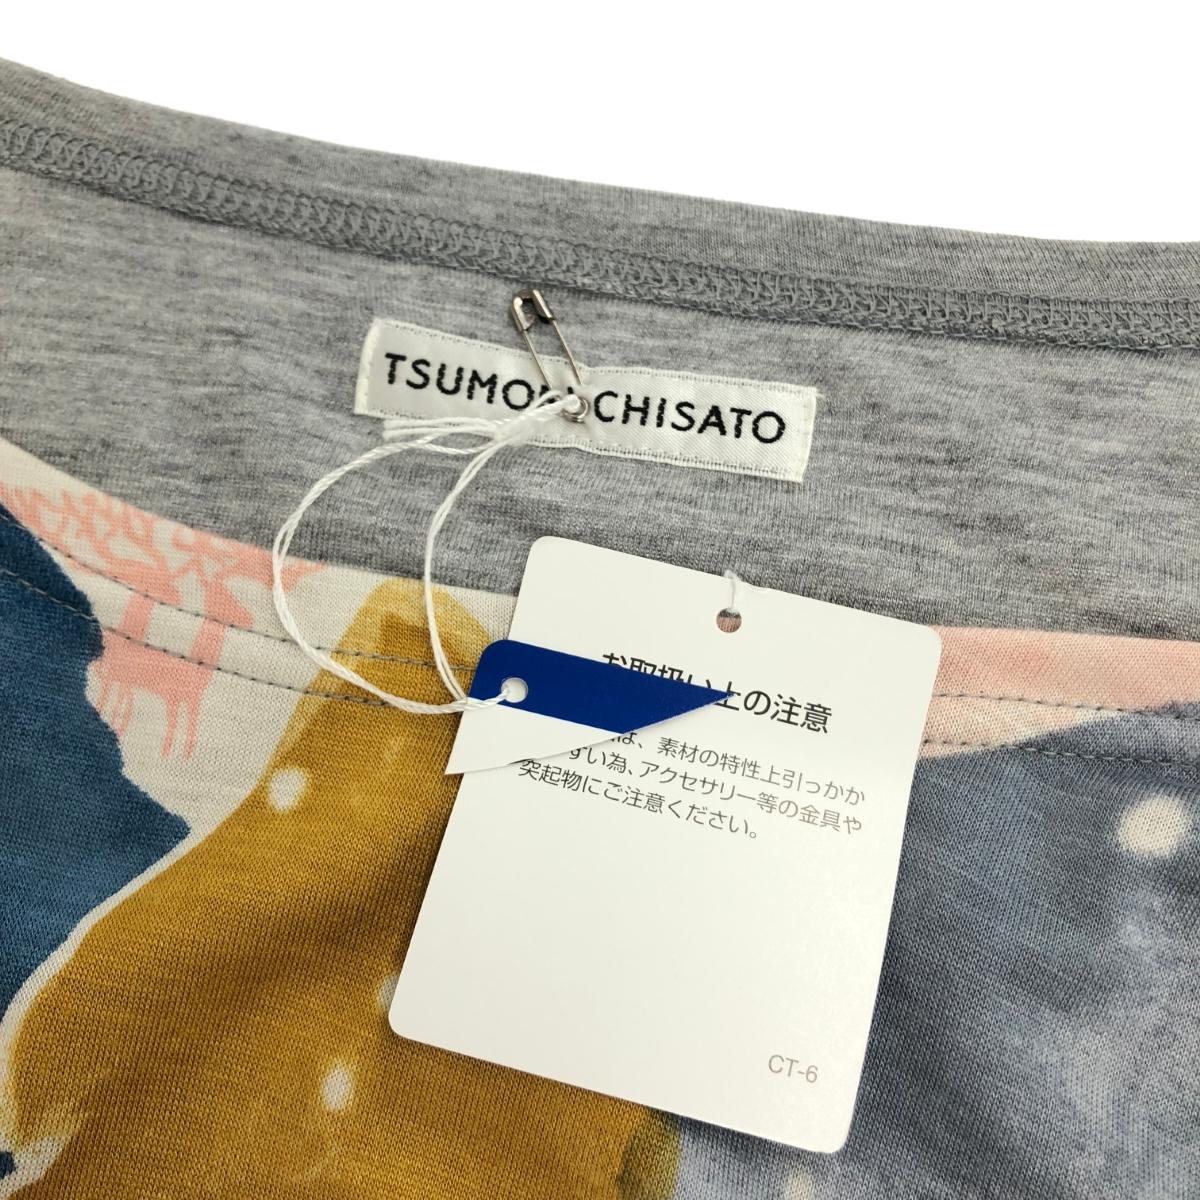 TSUMORI CHISATO
お取扱い上の注意
は、素材の特性上引っかか
すい為、アクセサリー等の金具や
突起物にご注意ください。
CT-6